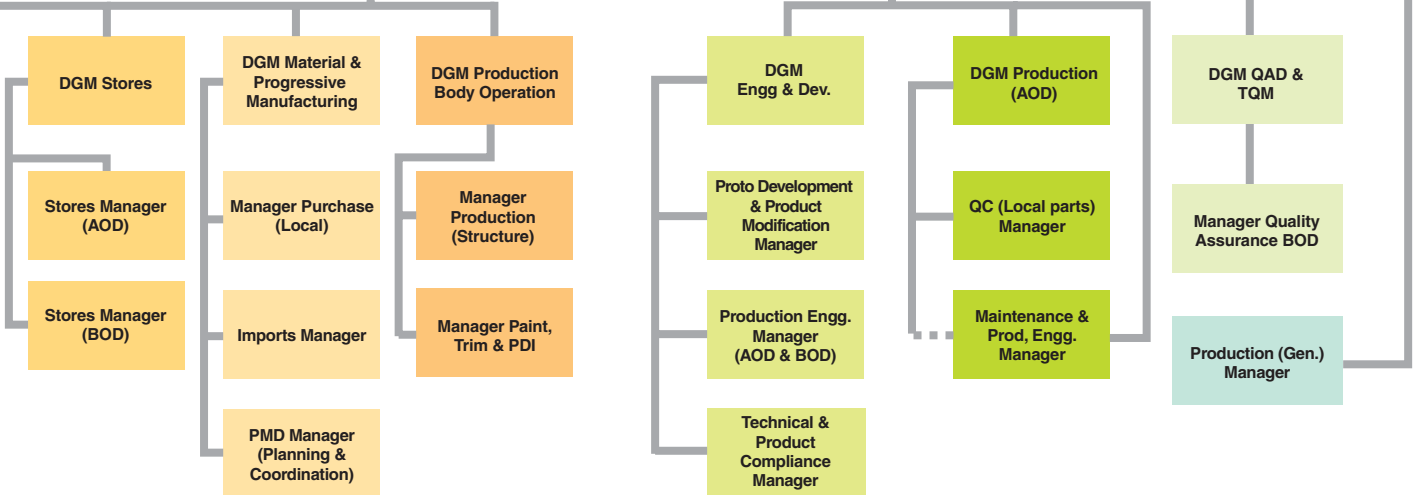 DGM Stores
Stores Manager
(AOD)
Stores Manager
(BOD)
DGM Material &
Progressive
Manufacturing
Manager Purchase
(Local)
Imports Manager
PMD Manager
(Planning &
Coordination)
DGM Production
Body Operation
Manager
Production
(Structure)
Manager Paint,
Trim & PDI
DGM
Engg & Dev.
Proto Development
& Product
Modification
Manager
Production Engg.
Manager
(AOD & BOD)
Technical &
Product
Compliance
Manager
DGM Production
(AOD)
QC (Local parts)
Manager
Maintenance &
Prod, Engg.
Manager
DGM QAD &
TQM
Manager Quality
Assurance BOD
Production (Gen.)
Manager